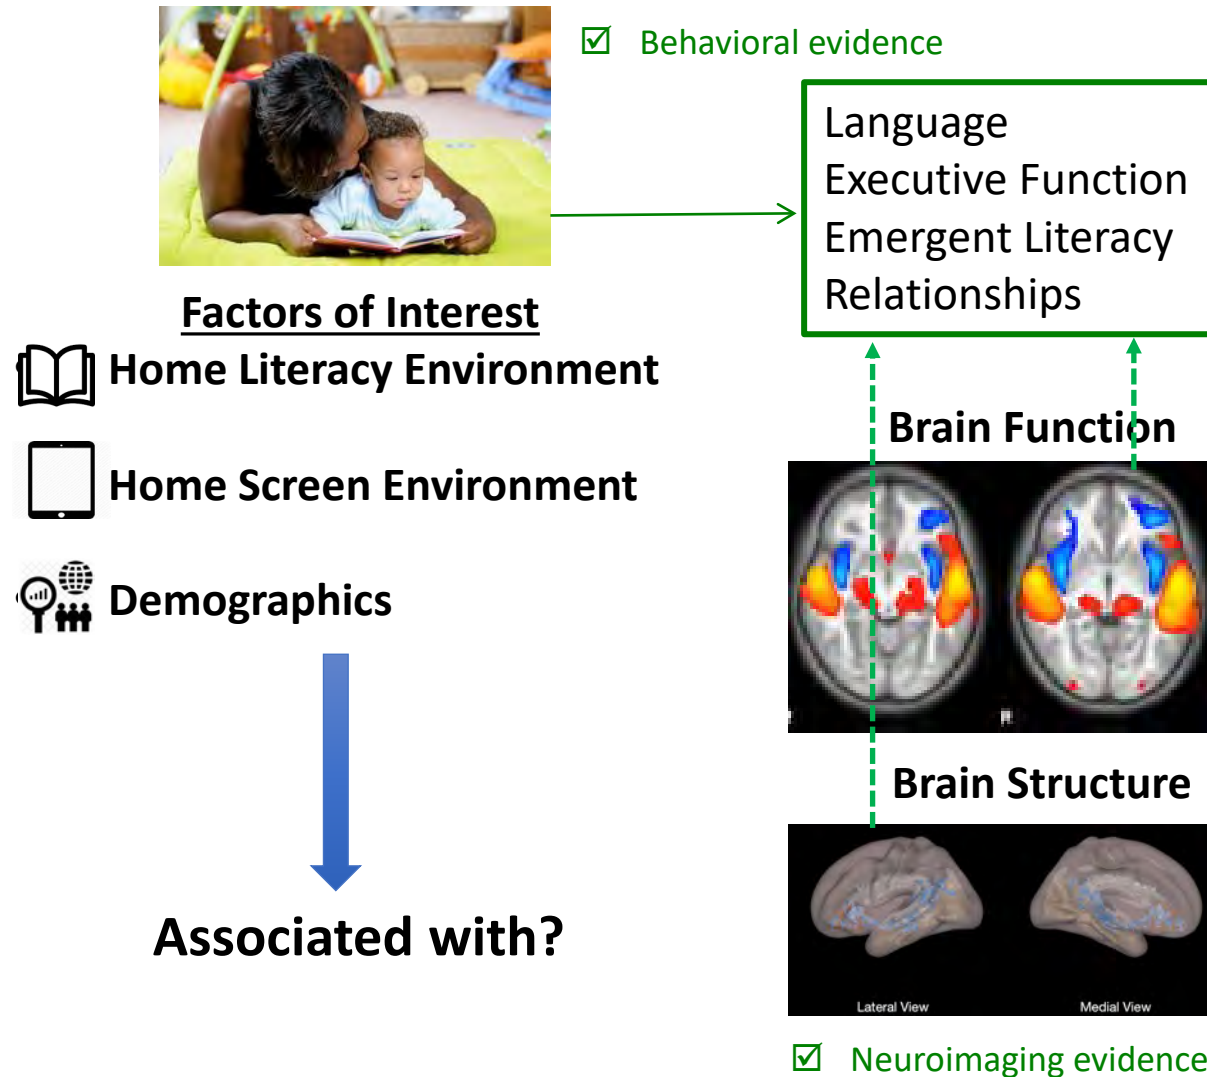 Behavioral evidence
Language
Executive Function
Emergent Literacy
Relationships
Factors of Interest
Home Literacy Environment
Home Screen Environment
Demographics
Associated with?
Brain Function
R
Brain Structure
Lateral View
Medial View
Neuroimaging evidence